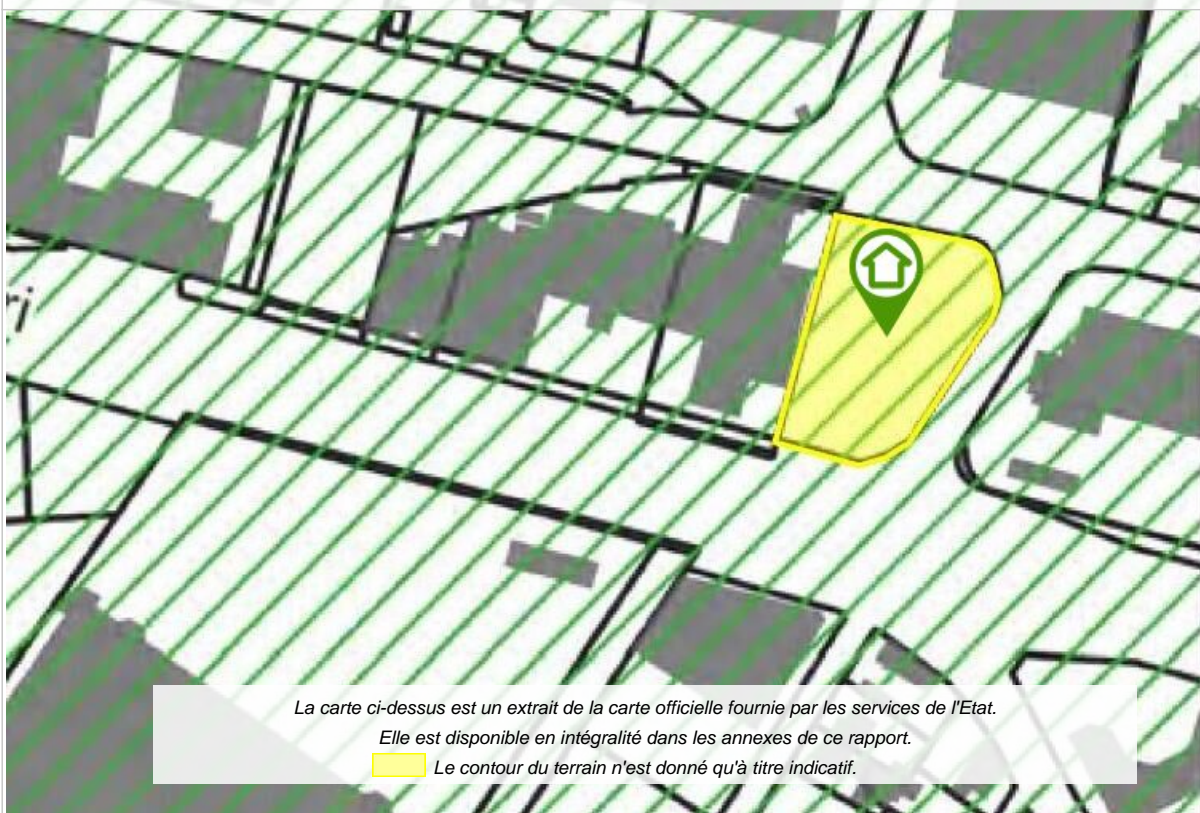 ri
La carte ci-dessus est un extrait de la carte officielle fournie par les services de l'Etat.
Elle est disponible en intégralité dans les annexes de ce rapport.
Le contour du terrain n'est donné qu'à titre indicatif.